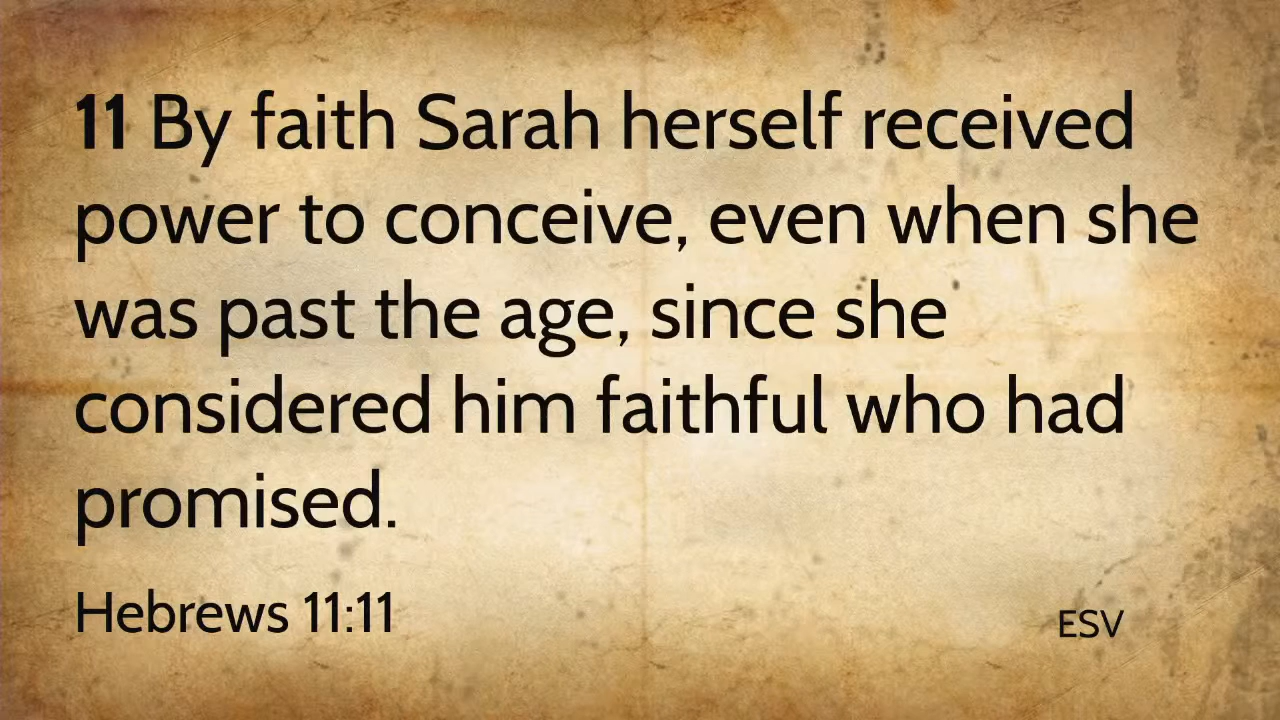 11 By faith Sarah herself received
power to conceive, even when she
was past the age, since she
considered him faithful who had
promised.
Hebrews 11:11
ESV